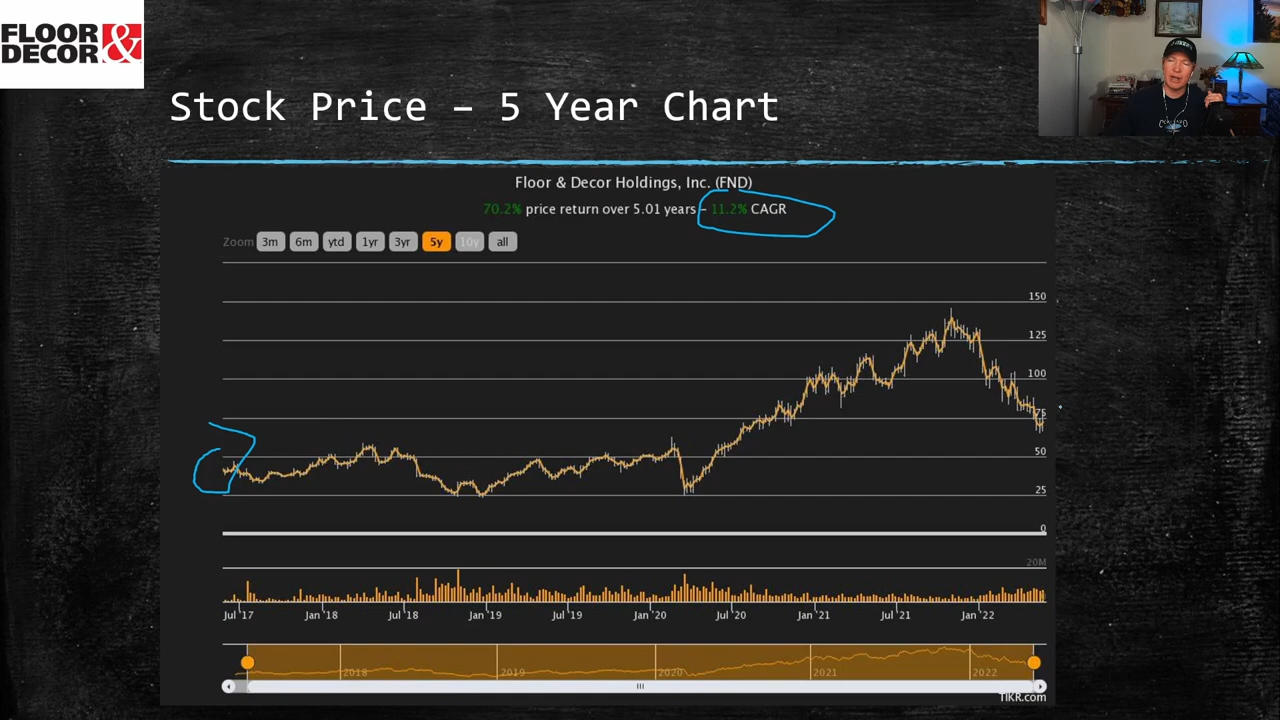 FLOOR &
DECOR
Stock Price – 5 Year Chart
Floor & Decor Holdings, Inc. (FND)
70.2% price return over 5.01 years – 11.2% CAGR
Zoom 3m 6m ytd 1yr 3yr 5y 10y all
150
125
100
75
50
25
0
20M
Jul '17 Jan '18 Jul '18 Jan '19 Jul '19 Jan '20 Jul '20 Jan '21 Jul '21 Jan '22
2018 2019 2020 2021 2022
TIKR.com